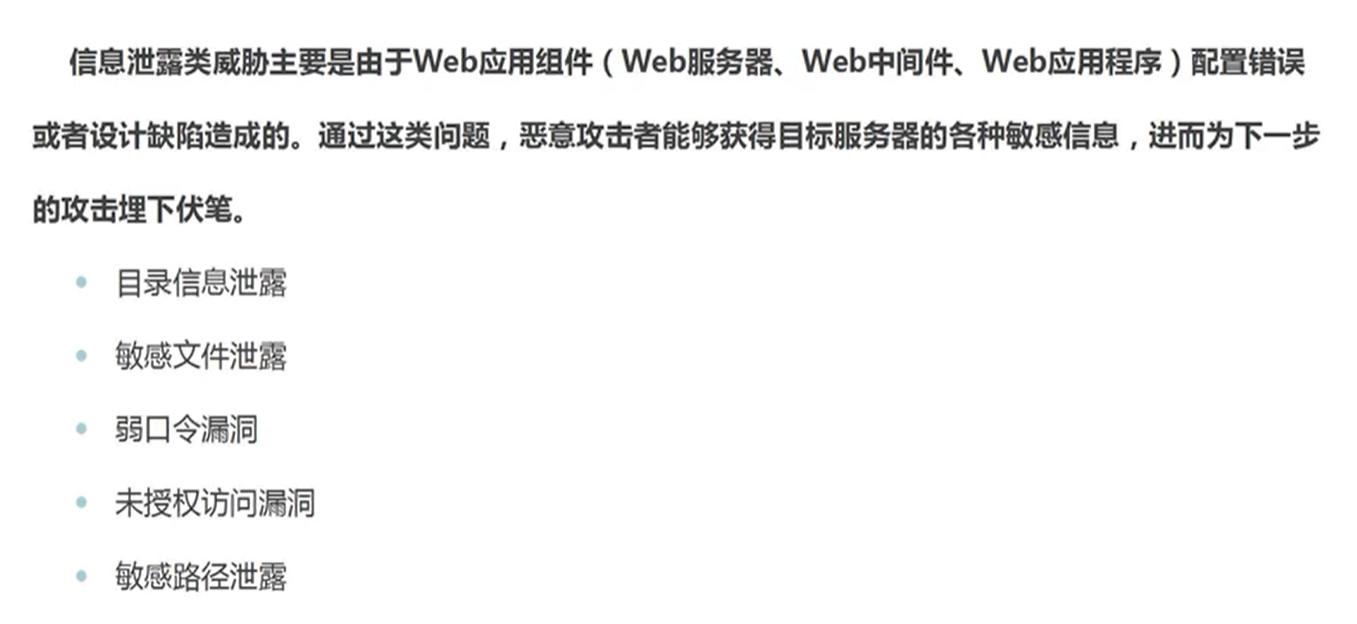 信息泄露类威胁主要是由于Web应用组件（Web服务器、Web中间件、Web应用程序）配置错误
或者设计缺陷造成的。通过这类问题，恶意攻击者能够获得目标服务器的各种敏感信息，进而为下一步
的攻击埋下伏笔。
• 目录信息泄露
• 敏感文件泄露
• 弱口令漏洞
• 未授权访问漏洞
• 敏感路径泄露